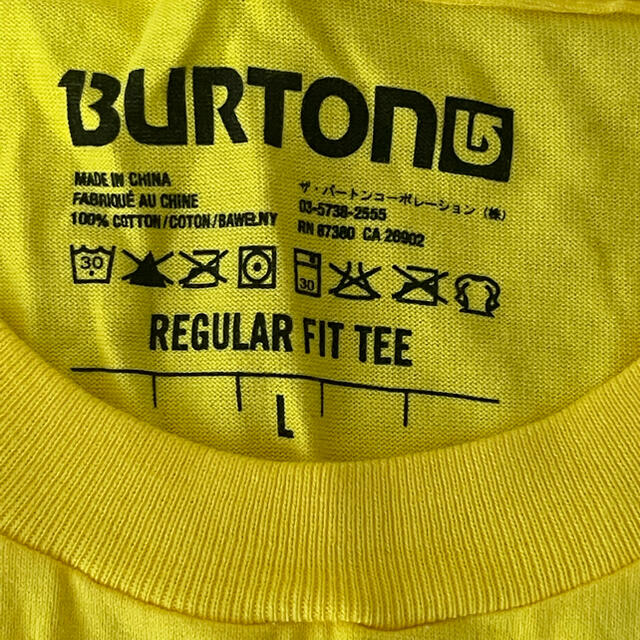 BURTON
MADE IN CHINA
FABRIQUÉ AU CHINE
100% COTTON/COTON/BAWEŁNY
ザ・バートンコーポレーション (株)
03-5738-2555
RN 87380 CA 26902
30
30
REGULAR FIT TEE
L